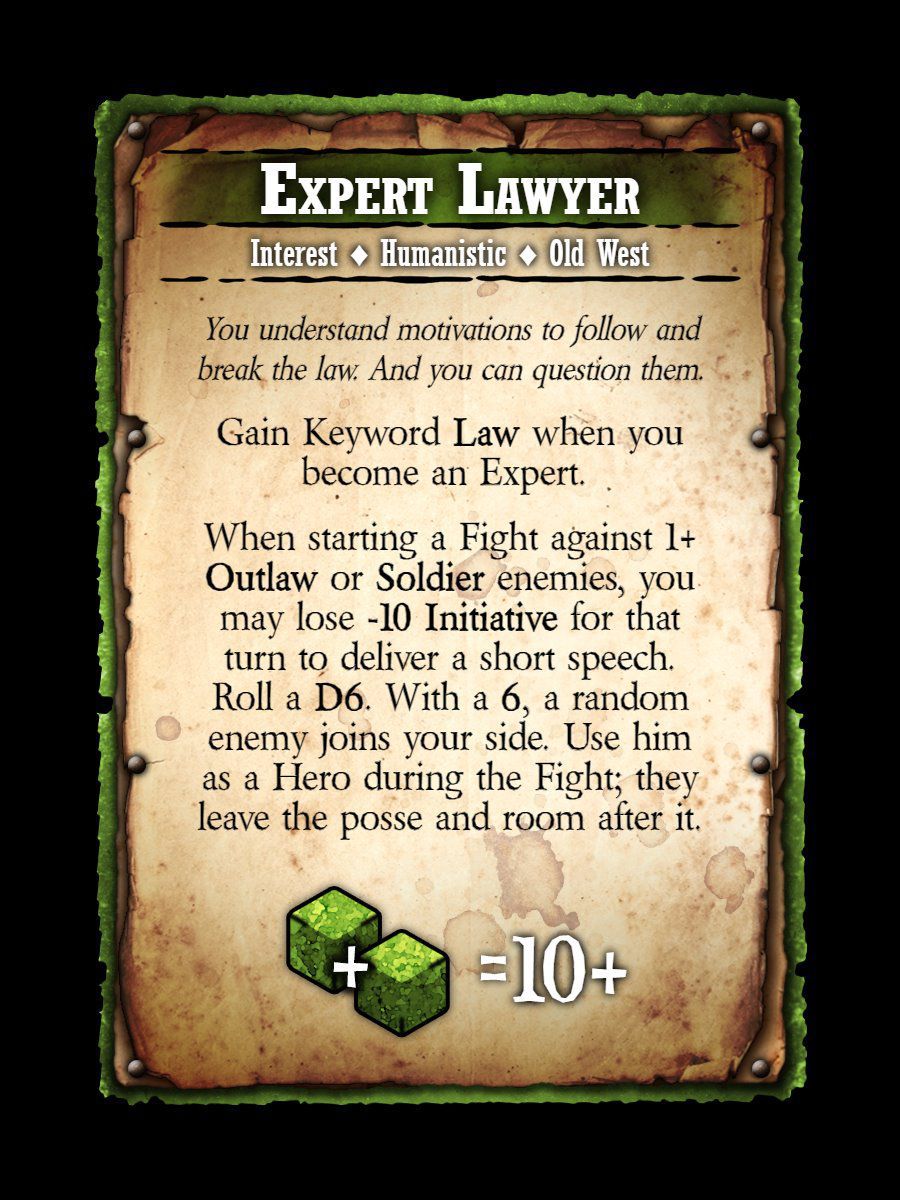 Expert Lawyer
Interest ♦ Humanistic ♦ Old West
You understand motivations to follow and
break the law. And you can question them.
Gain Keyword Law when you
become an Expert.
When starting a Fight against 1+
Outlaw or Soldier enemies, you
may lose -10 Initiative for that
turn to deliver a short speech.
Roll a D6. With a 6, a random
enemy joins your side. Use him
as a Hero during the Fight; they
leave the posse and room after it.
+ =10+